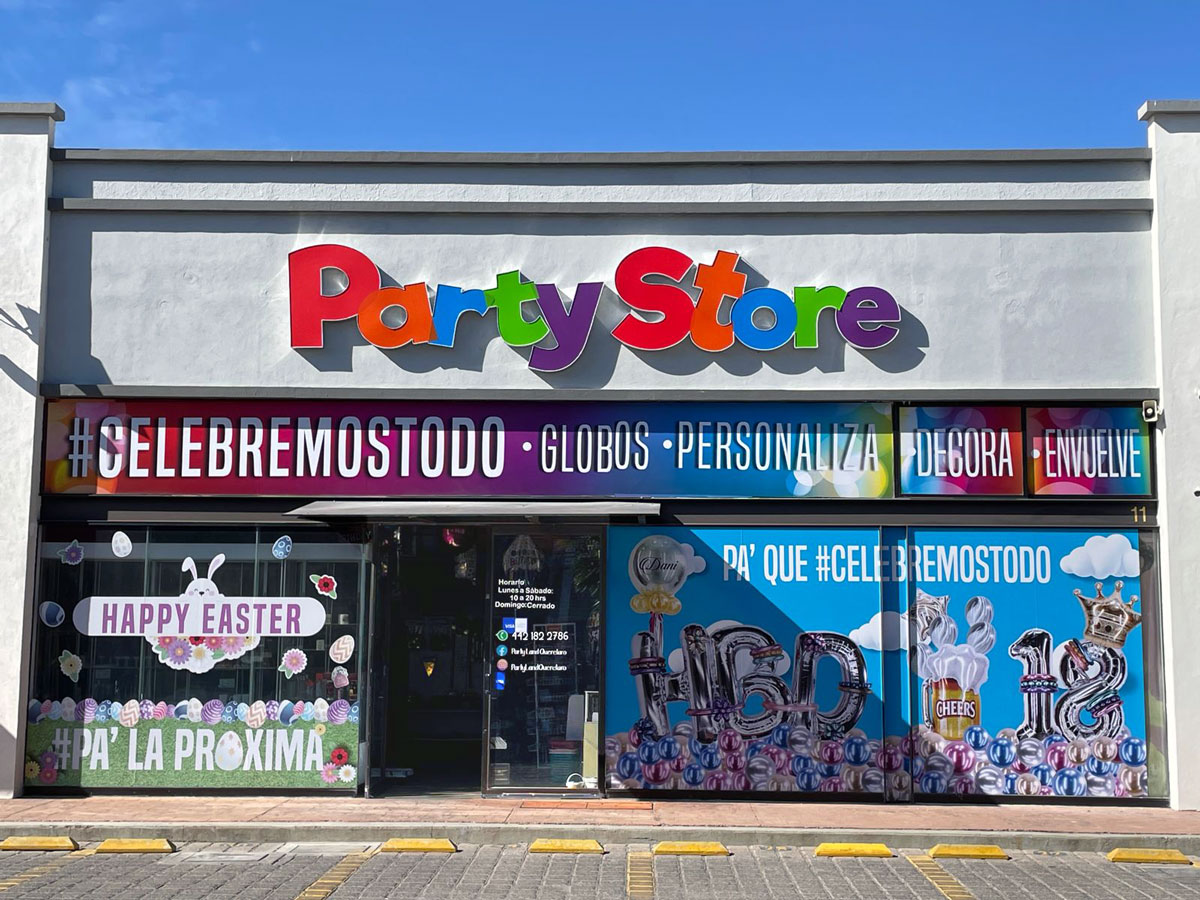 Party Store
#CELEBREMOSTODO • GLOBOS • PERSONALIZA • DECORA • ENVUELVE
11
HAPPY EASTER
#PA' LA PROXIMA
Horario
Lunes a Sábado:
10 a 20 hrs
Domingo:Cerrado
VISA
442 182 2786
PartyLandQueretaro
PartyLandQueretaro
Dani
PA' QUE #CELEBREMOSTODO
HBD
CHEERS
18